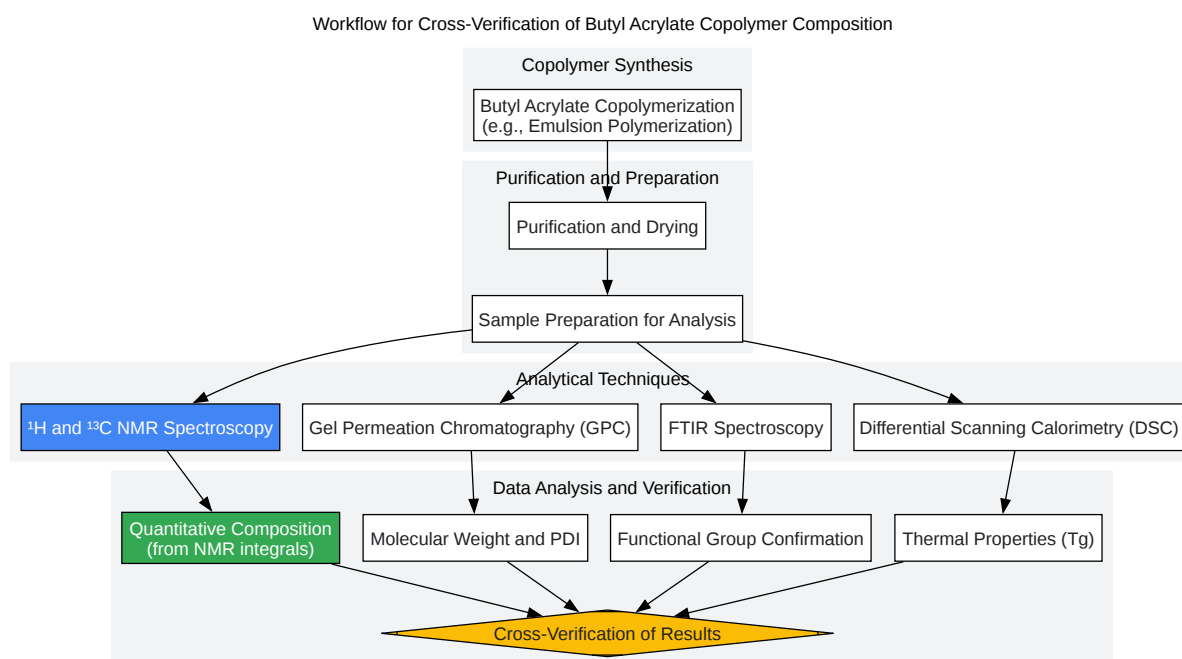 Workflow for Cross-Verification of Butyl Acrylate Copolymer Composition
Copolymer Synthesis
Butyl Acrylate Copolymerization
(e.g., Emulsion Polymerization)
Purification and Preparation
Purification and Drying
Sample Preparation for Analysis
Analytical Techniques
¹H and ¹³C NMR Spectroscopy
Gel Permeation Chromatography (GPC)
FTIR Spectroscopy
Differential Scanning Calorimetry (DSC)
Data Analysis and Verification
Quantitative Composition
(from NMR integrals)
Molecular Weight and PDI
Functional Group Confirmation
Thermal Properties (Tg)
Cross-Verification of Results